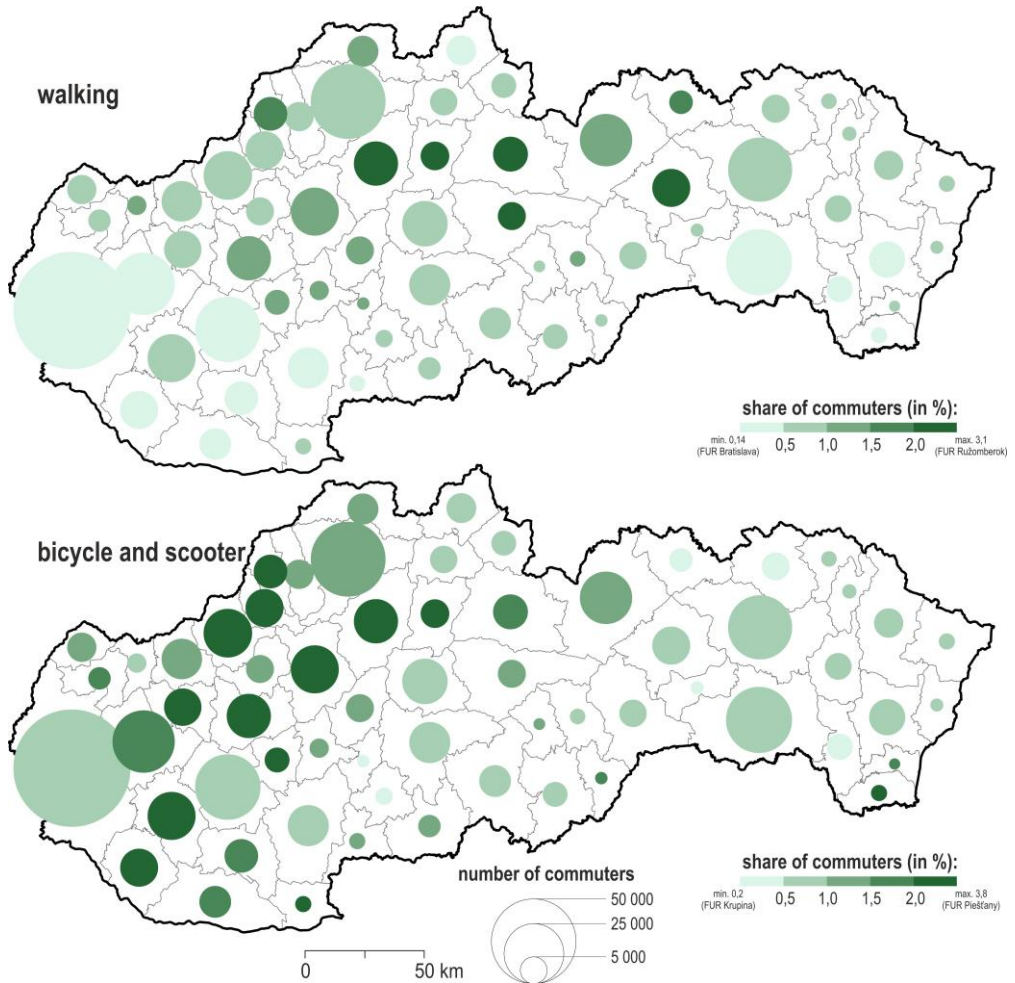 walking
share of commuters (in %):
min. 0,14
(FUR Bratislava)
0,5
1,0
1,5
2,0
max. 3,1
(FUR Ružomberok)
bicycle and scooter
number of commuters
50 000
25 000
5 000
share of commuters (in %):
min. 0,2
(FUR Krupina)
0,5
1,0
1,5
2,0
max. 3,8
(FUR Piešťany)
0
50 km